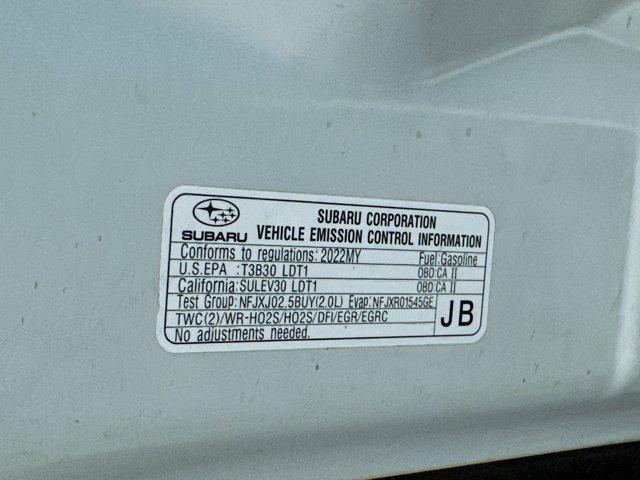 SUBARU
SUBARU CORPORATION
VEHICLE EMISSION CONTROL INFORMATION
Conforms to regulations: 2022MY Fuel:Gasoline
U.S.EPA :T3B30 LDT1 OBD:CA II
California:SULEV30 LDT1 OBD:CA II
Test Group:NFJXJ02.5BUY(2.0L) Evap:NFJXR01545GE
TWC(2)/WR-HO2S/HO2S/DFI/EGR/EGRC
No adjustments needed.
JB